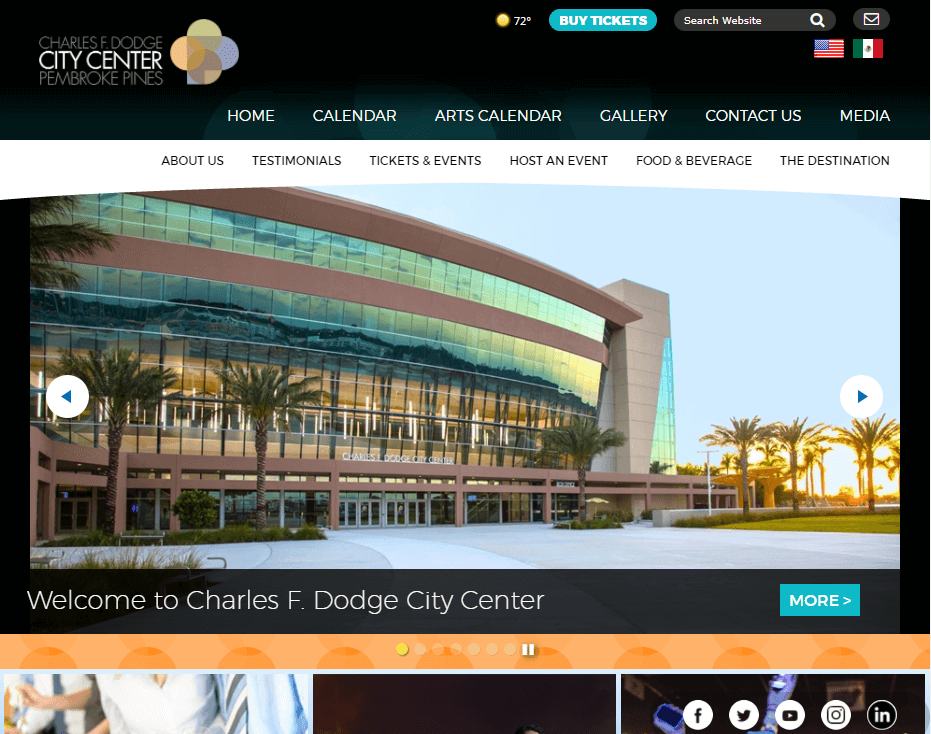 72°
BUY TICKETS
Search Website
CHARLES F. DODGE
CITY CENTER
PEMBROKE PINES
HOME CALENDAR ARTS CALENDAR GALLERY CONTACT US MEDIA
ABOUT US TESTIMONIALS TICKETS & EVENTS HOST AN EVENT FOOD & BEVERAGE THE DESTINATION
CHARLES F. DODGE CITY CENTER
Welcome to Charles F. Dodge City Center
MORE >
in